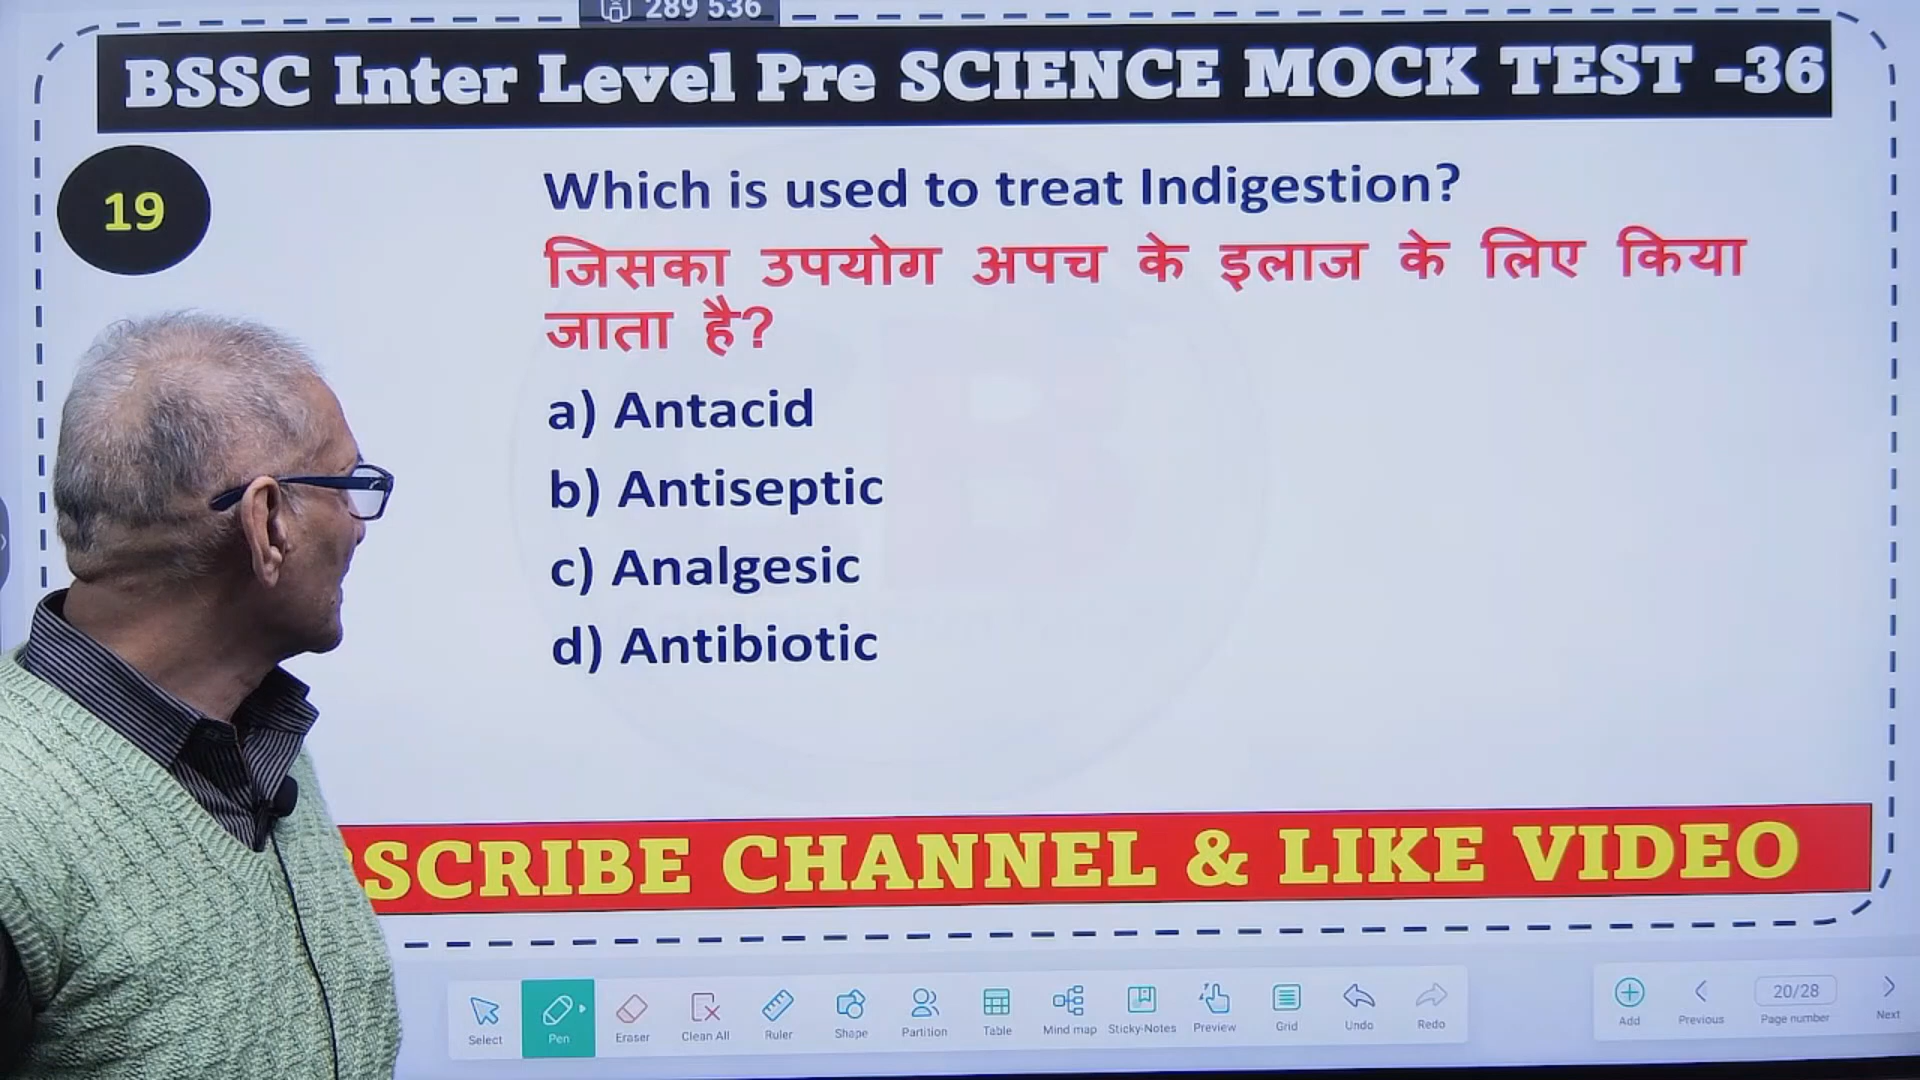 289 536
BSSC Inter Level Pre SCIENCE MOCK TEST -36
19
Which is used to treat Indigestion?
जिसका उपयोग अपच के इलाज के लिए किया
जाता है?
a) Antacid
b) Antiseptic
c) Analgesic
d) Antibiotic
SCRIBE CHANNEL & LIKE VIDEO
Select
Pen
Eraser
Clean All
Ruler
Shape
Partition
Table
Mind map
Sticky-Notes
Preview
Grid
Undo
Redo
Add
Previous
20/28
Page number
Next